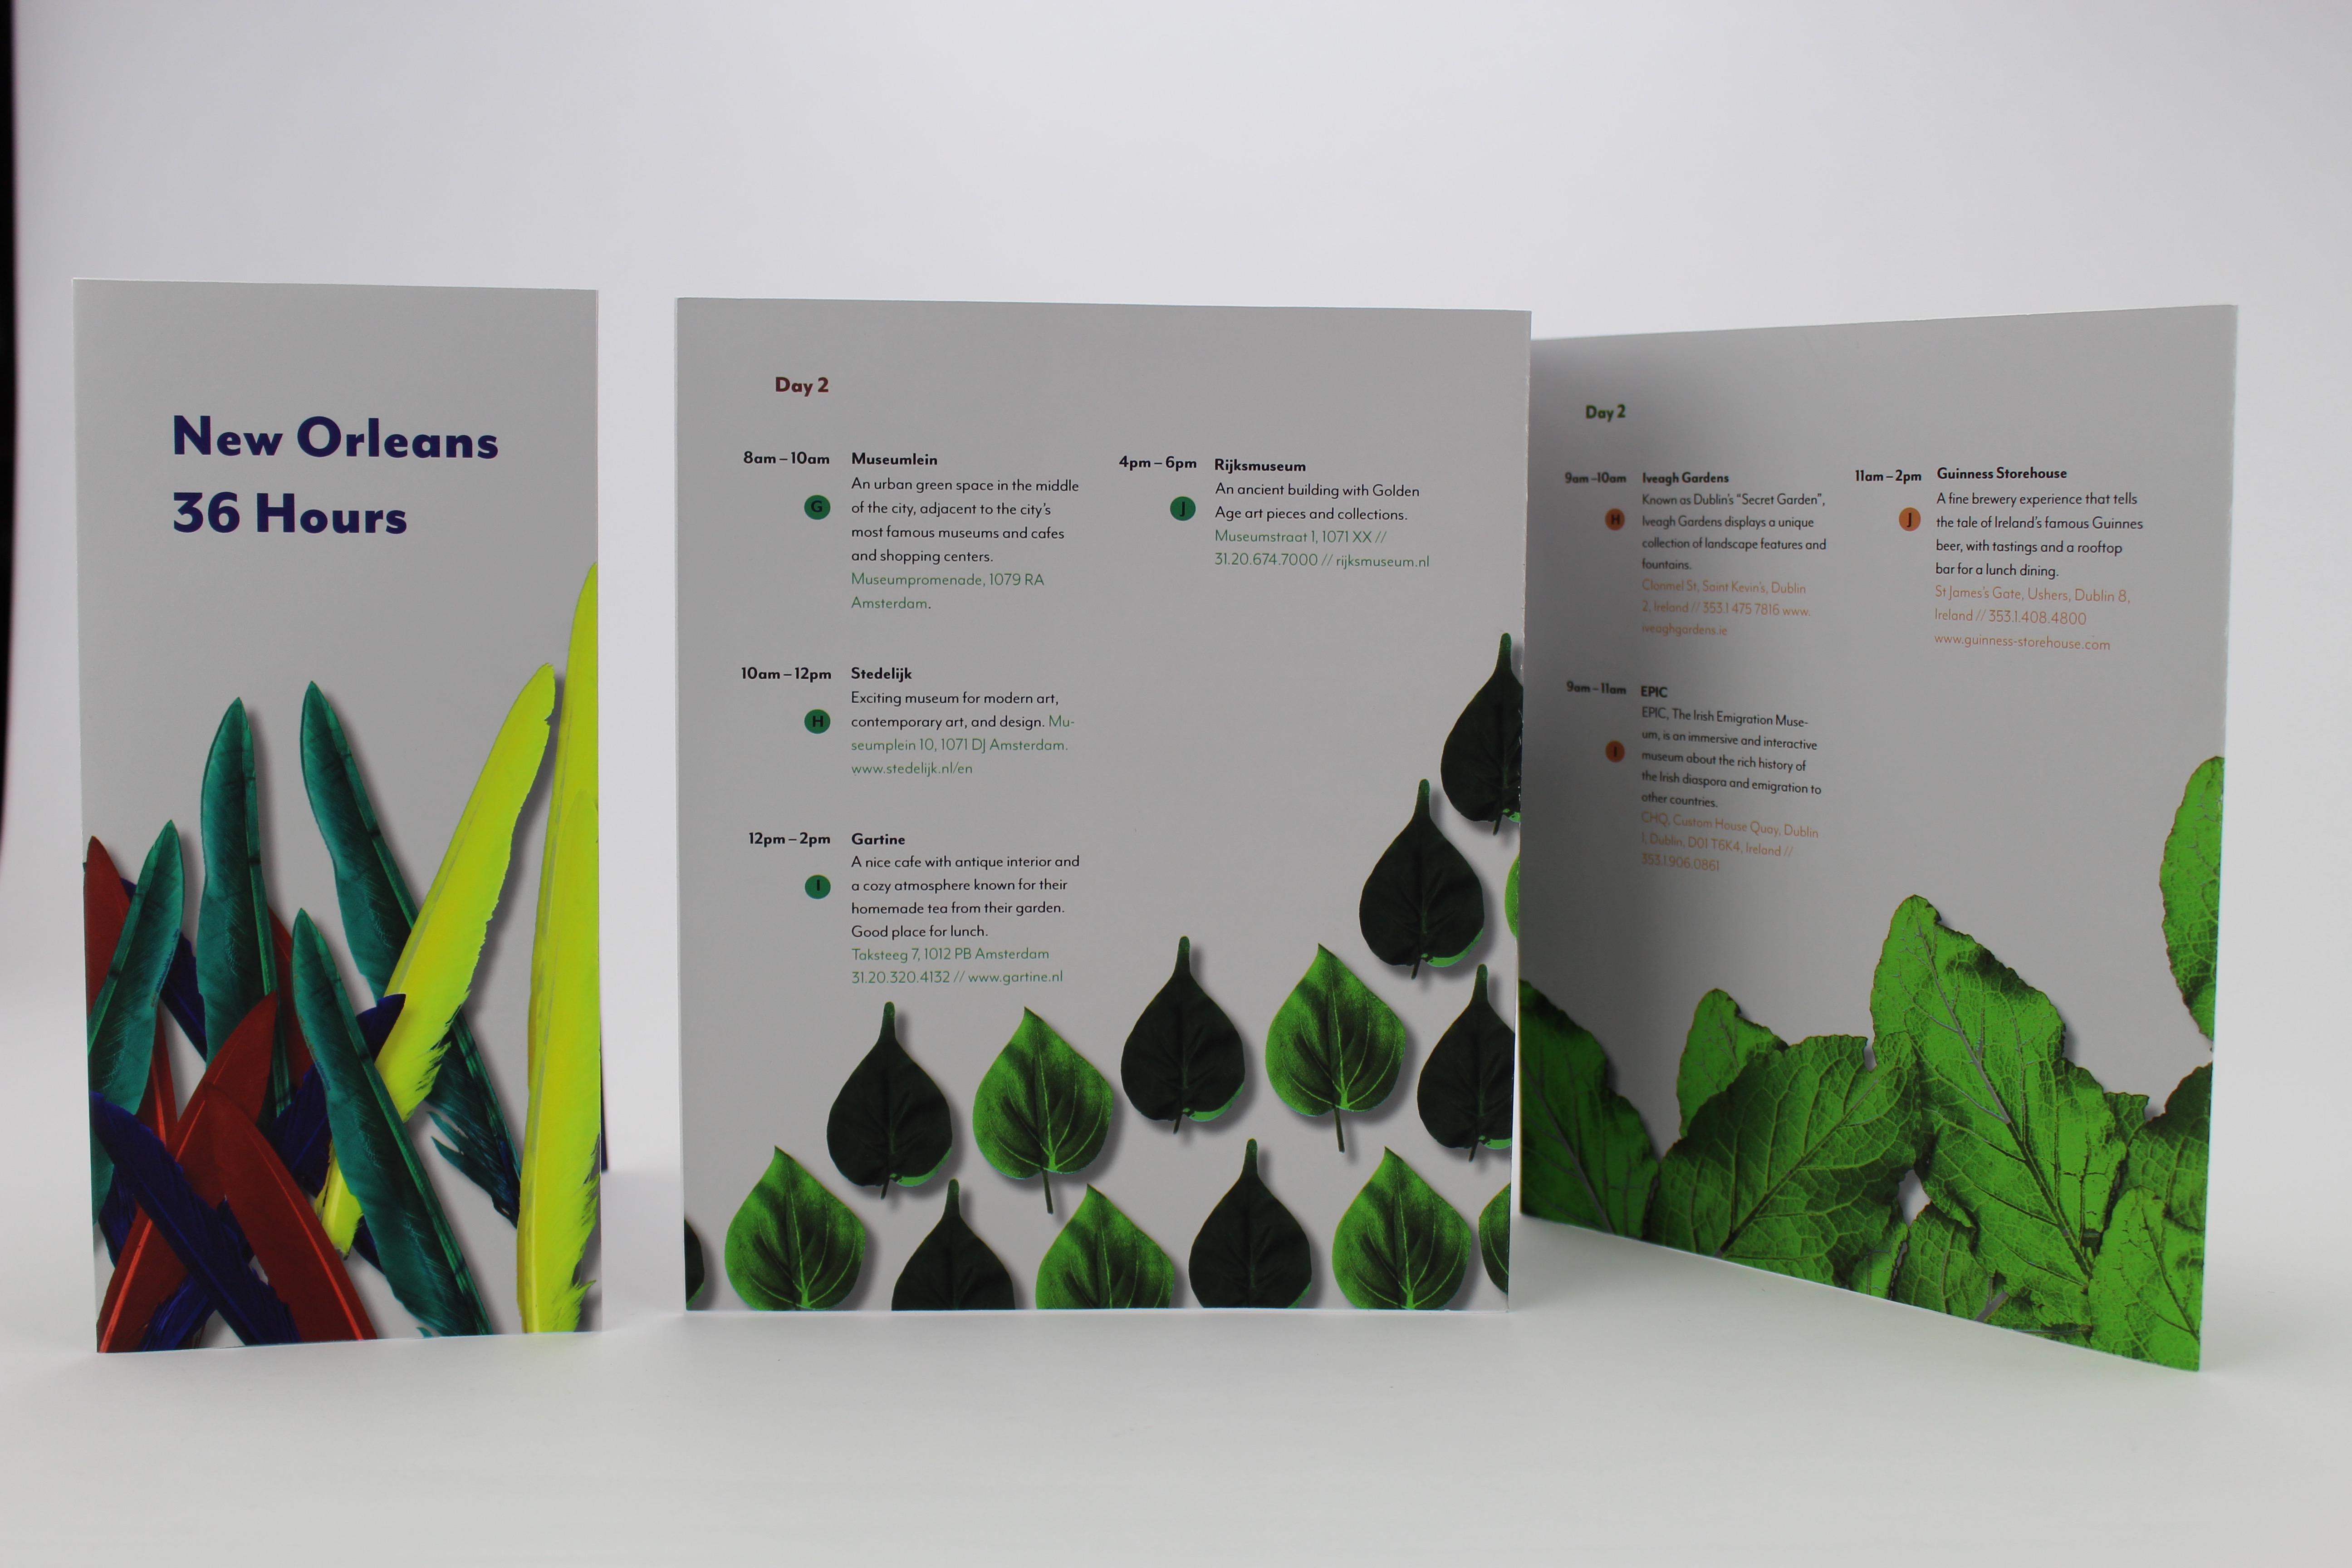 New Orleans
36 Hours
Day 2
8am – 10am
G
Museumlein
An urban green space in the middle
of the city, adjacent to the city's
most famous museums and cafes
and shopping centers.
Museumpromenade, 1079 RA
Amsterdam.
10am – 12pm
H
Stedelijk
Exciting museum for modern art,
contemporary art, and design. Mu-
seumplein 10, 1071 DJ Amsterdam.
www.stedelijk.nl/en
12pm – 2pm
I
Gartine
A nice cafe with antique interior and
a cozy atmosphere known for their
homemade tea from their garden.
Good place for lunch.
Taksteeg 7, 1012 PB Amsterdam
31.20.320.4132 // www.gartine.nl
4pm – 6pm
J
Rijksmuseum
An ancient building with Golden
Age art pieces and collections.
Museumstraat 1, 1071 XX //
31.20.674.7000 // rijksmuseum.nl
Day 2
9am –10am
H
Iveagh Gardens
Known as Dublin's “Secret Garden”,
Iveagh Gardens displays a unique
collection of landscape features and
fountains.
Clonmel St, Saint Kevin's, Dublin
2, Ireland // 353.1 475 7816 www.
iveaghgardens.ie
9am – 11am
I
EPIC
EPIC, The Irish Emigration Muse-
um, is an immersive and interactive
museum about the rich history of
the Irish diaspora and emigration to
other countries.
CHQ, Custom House Quay, Dublin
1, Dublin, D01 T6K4, Ireland //
353.1.906.0861
11am – 2pm
J
Guinness Storehouse
A fine brewery experience that tells
the tale of Ireland's famous Guinnes
beer, with tastings and a rooftop
bar for a lunch dining.
St James's Gate, Ushers, Dublin 8,
Ireland // 353.1.408.4800
www.guinness-storehouse.com